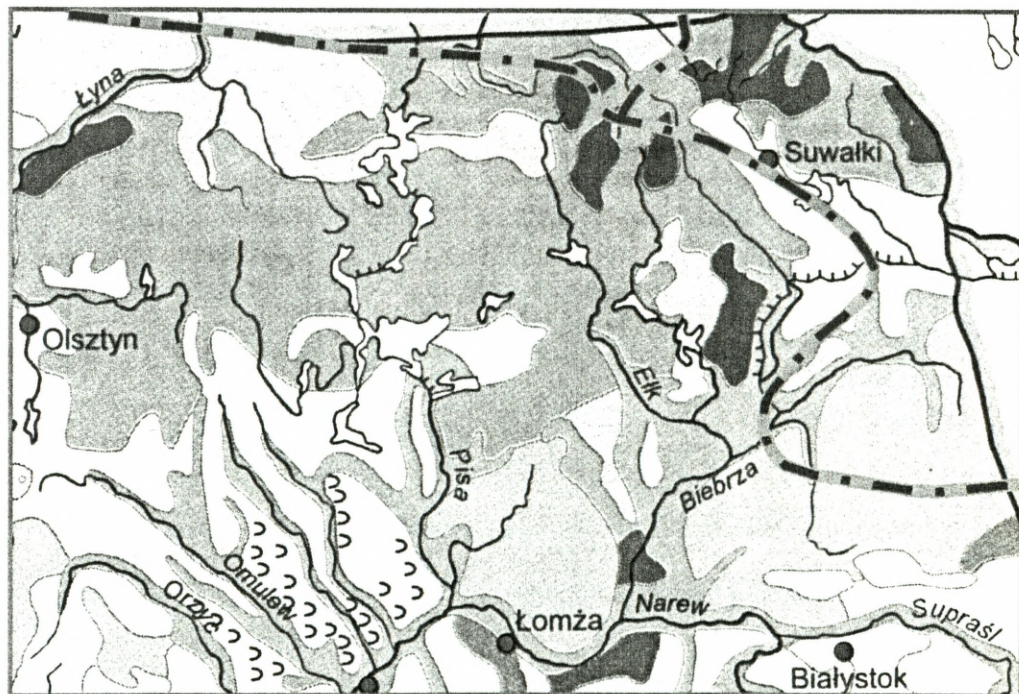 Łyna
Suwałki
Olsztyn
Ełk
Pisa
Biebrza
Omulew
Orzyc
Łomża
Narew
Supraśl
Białystok